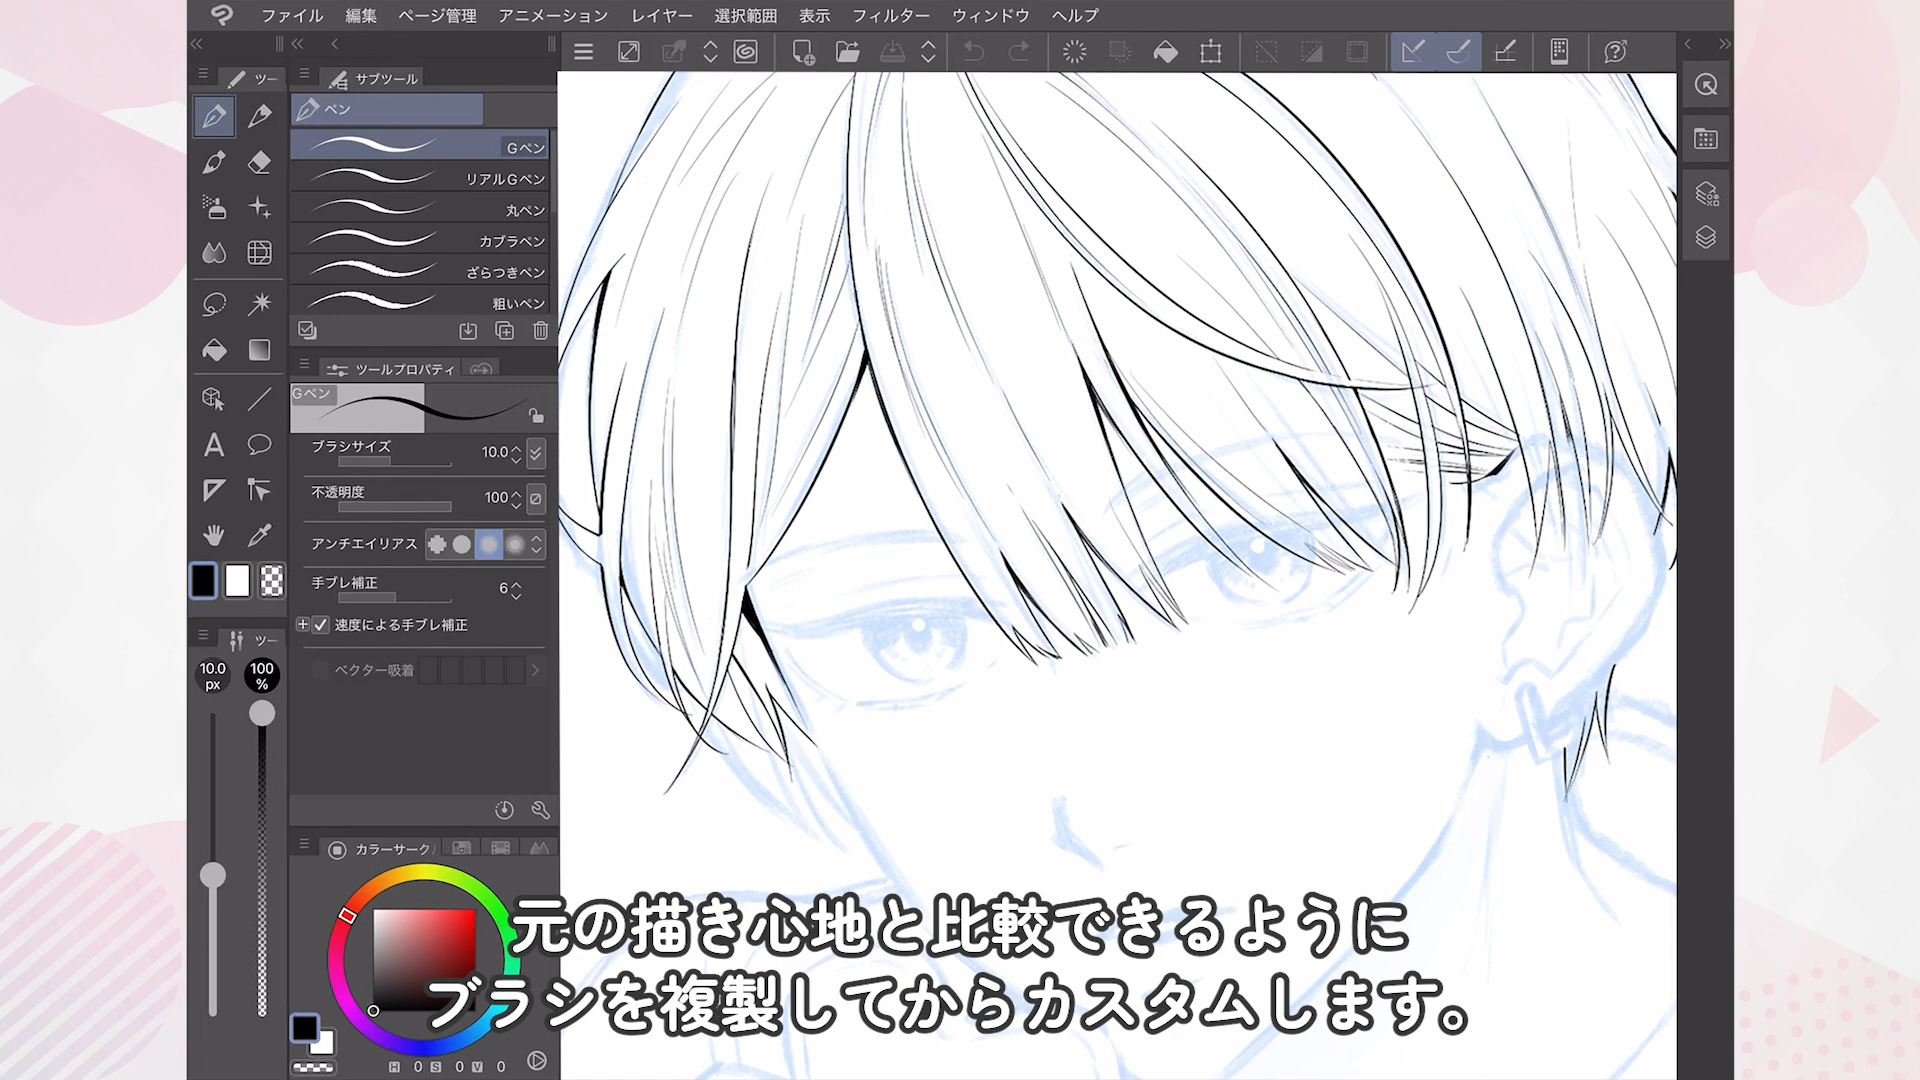 ファイル 編集 ページ管理 アニメーション レイヤー 選択範囲 表示 フィルター ウィンドウ ヘルプ
ツー
サブツール
ペン
Gペン
リアルGペン
丸ペン
カブラペン
ざらつきペン
粗いペン
ツールプロパティ
Gペン
ブラシサイズ 10.0
不透明度 100
アンチエイリアス
手ブレ補正 6
速度による手ブレ補正
ベクター吸着
ツー
10.0 px
100 %
カラーサーク
H 0 S 0 V 0
元の描き心地と比較できるように
ブラシを複製してからカスタムします。